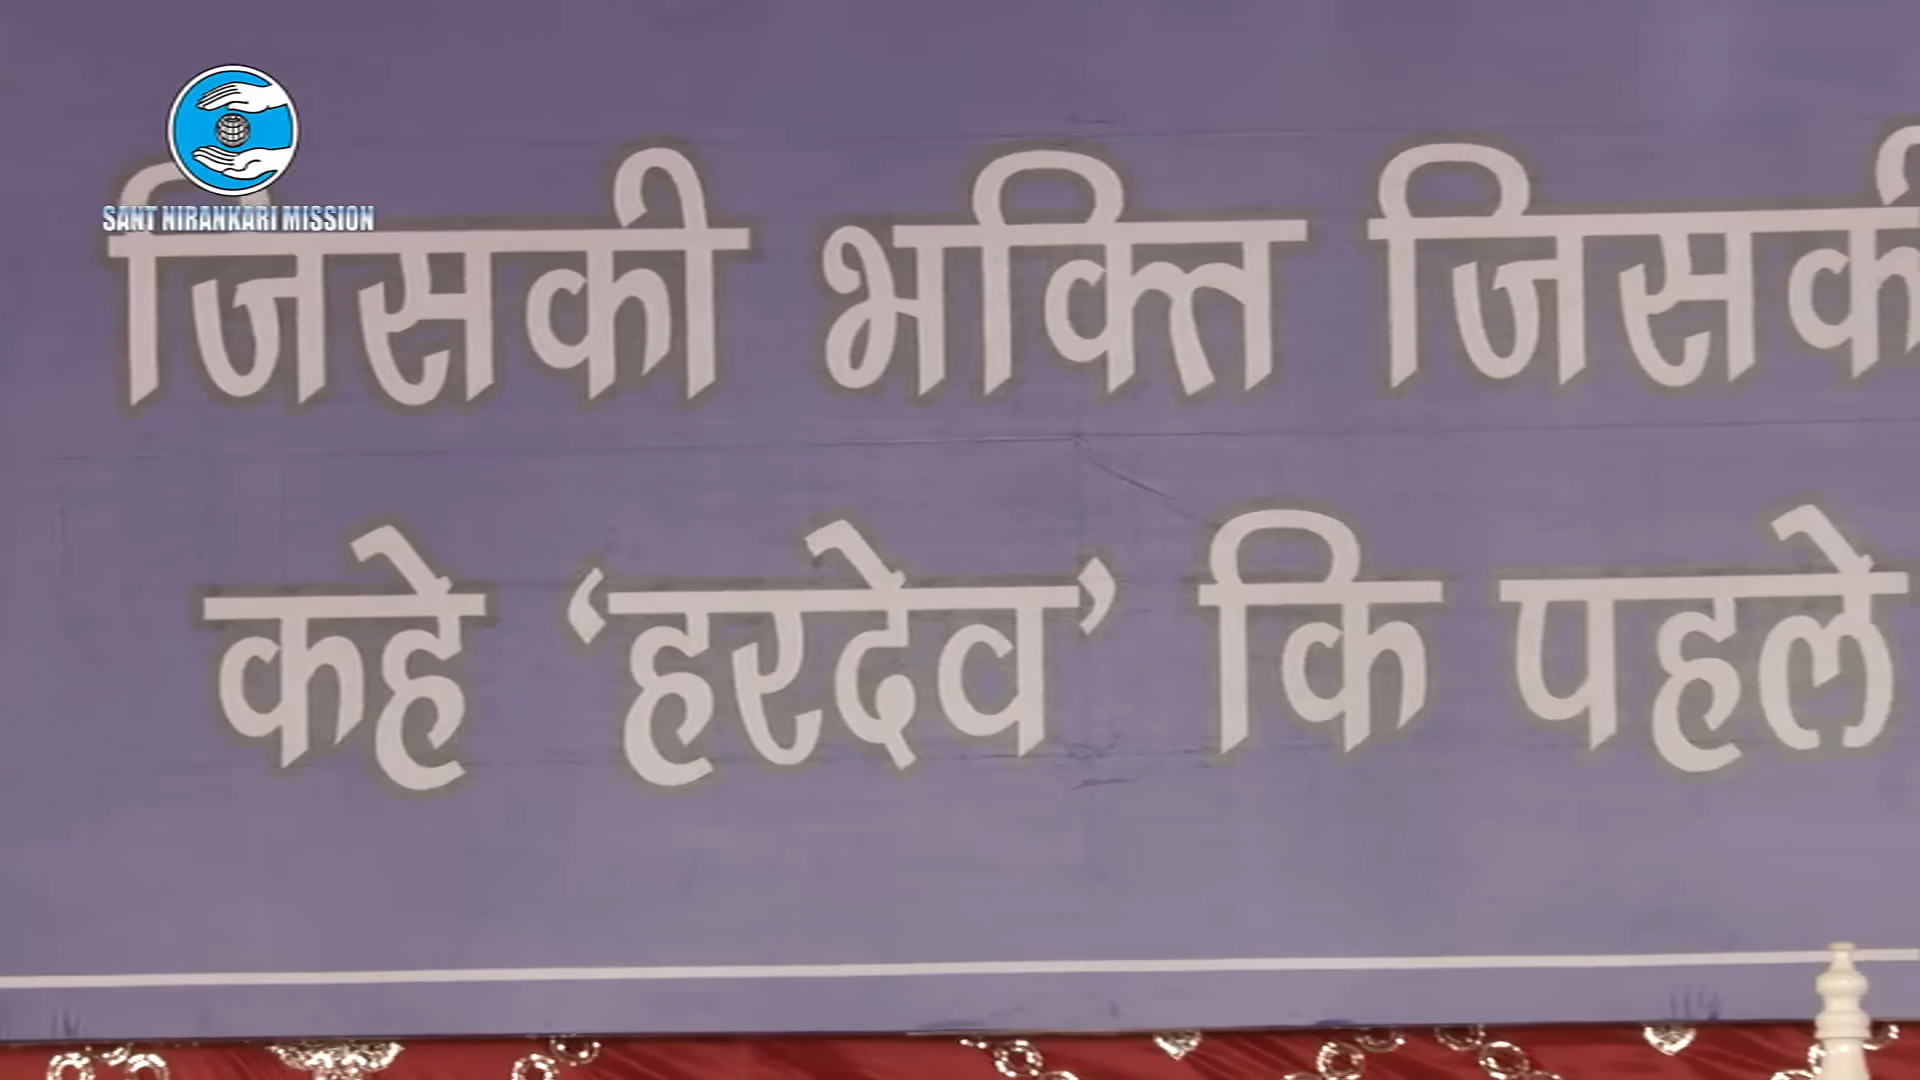 SANT NIRANKARI MISSION
जिसकी भक्ति जिसकी
कहे ‘हरदेव’ कि पहले